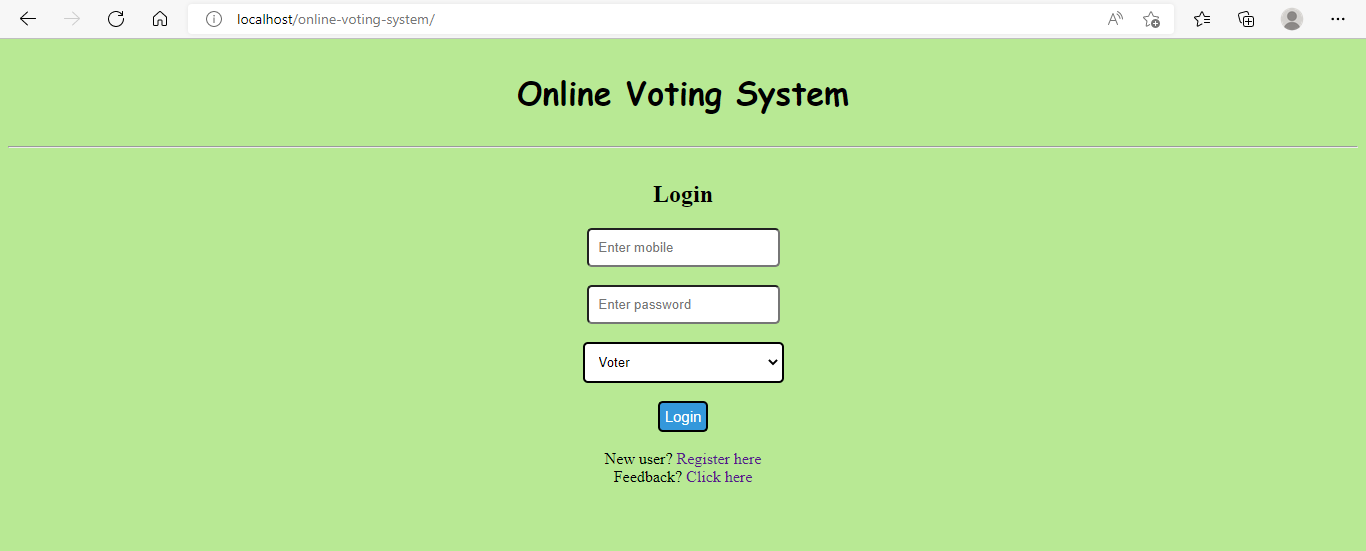 localhost/online-voting-system/
Online Voting System
Login
Enter mobile
Enter password
Voter
Login
New user? Register here
Feedback? Click here